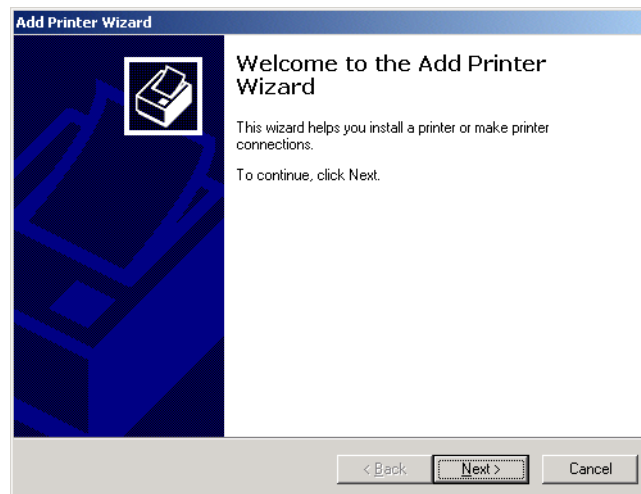 Add Printer Wizard
Welcome to the Add Printer
Wizard
This wizard helps you install a printer or make printer
connections.
To continue, click Next.
< Back
Next >
Cancel